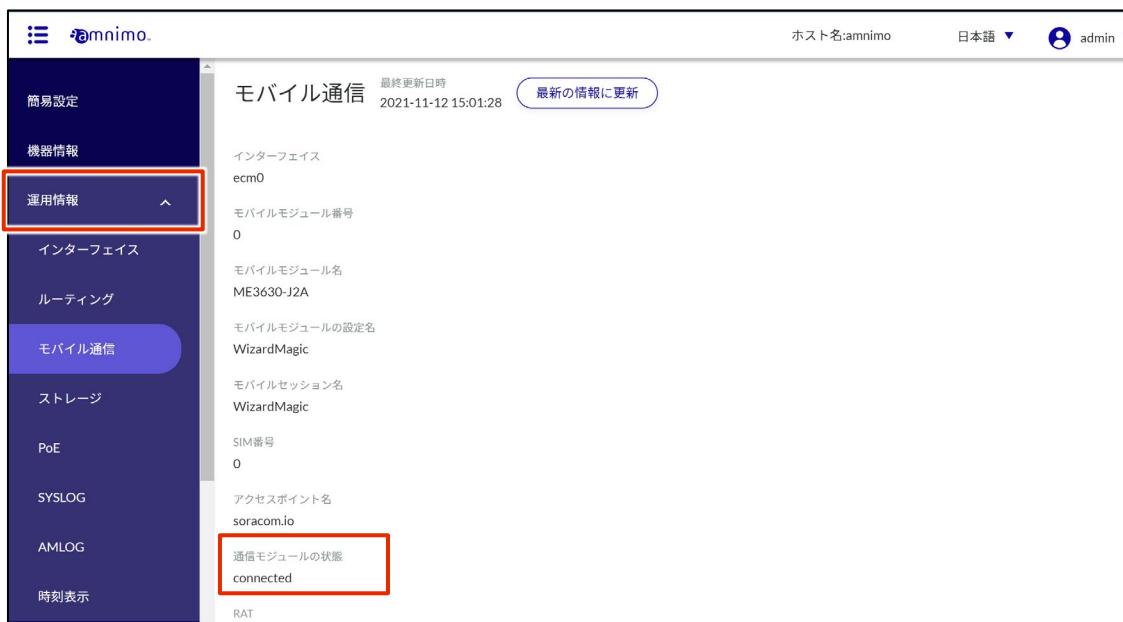 amnimo
ホスト名:amnimo
日本語 ▼
admin
簡易設定
機器情報
運用情報
インターフェイス
ルーティング
モバイル通信
ストレージ
PoE
SYSLOG
AMLOG
時刻表示
モバイル通信
最終更新日時
2021-11-12 15:01:28
最新の情報に更新
インターフェイス
ecm0
モバイルモジュール番号
0
モバイルモジュール名
ME3630-J2A
モバイルモジュールの設定名
WizardMagic
モバイルセッション名
WizardMagic
SIM番号
0
アクセスポイント名
soracom.io
通信モジュールの状態
connected
RAT